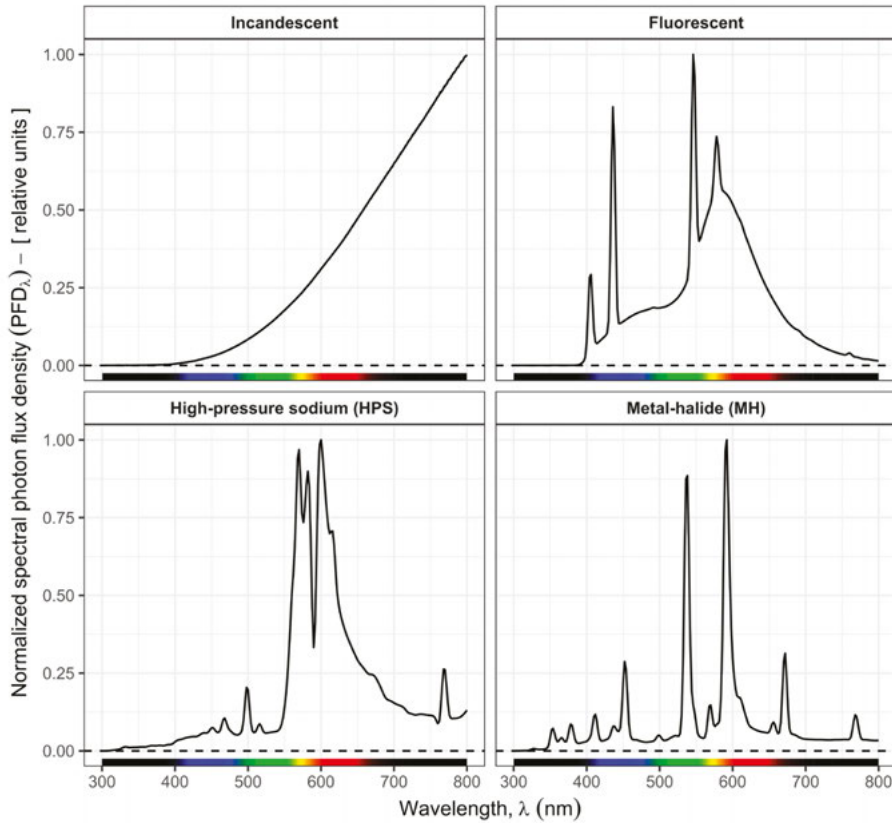 Incandescent
Fluorescent
1.00
0.75
0.50
0.25
0.00
High-pressure sodium (HPS)
Metal-halide (MH)
1.00
0.75
0.50
0.25
0.00
300 400 500 600 700 800
300 400 500 600 700 800
Wavelength, λ (nm)
Normalized spectral photon flux density (PFDλ) – [ relative units ]